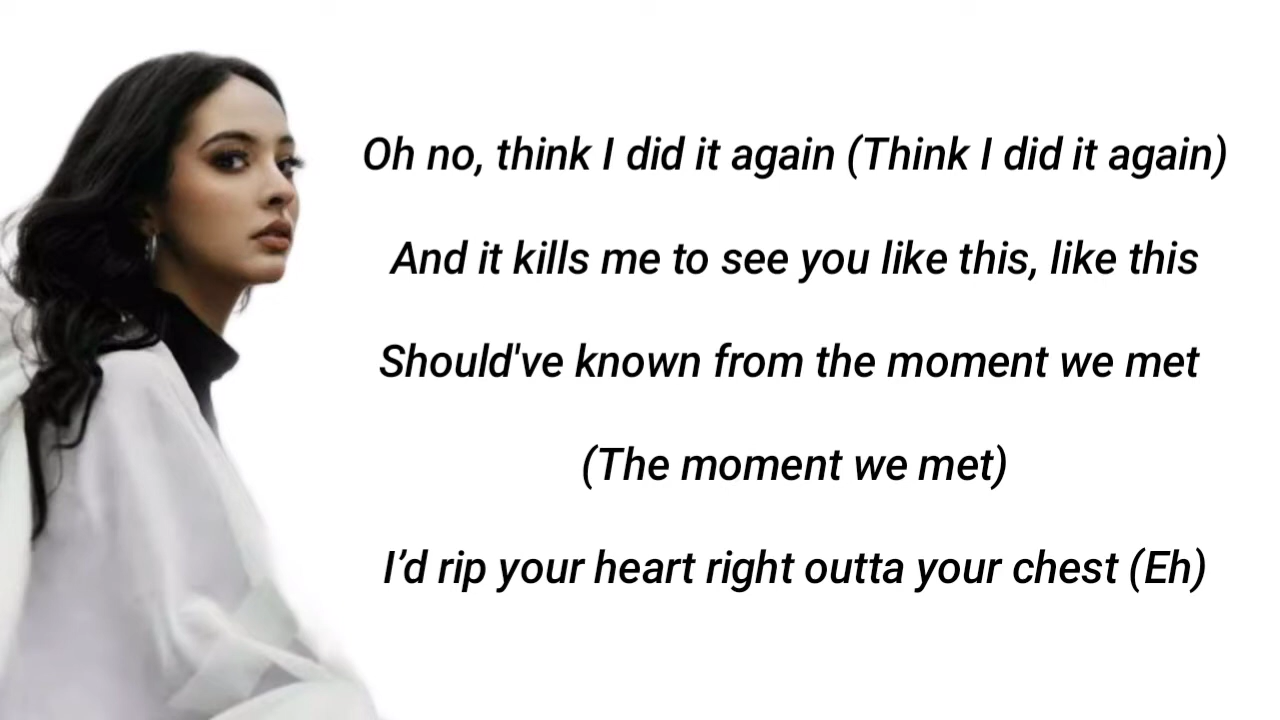 Oh no, think I did it again (Think I did it again)
And it kills me to see you like this, like this
Should've known from the moment we met
(The moment we met)
I’d rip your heart right outta your chest (Eh)